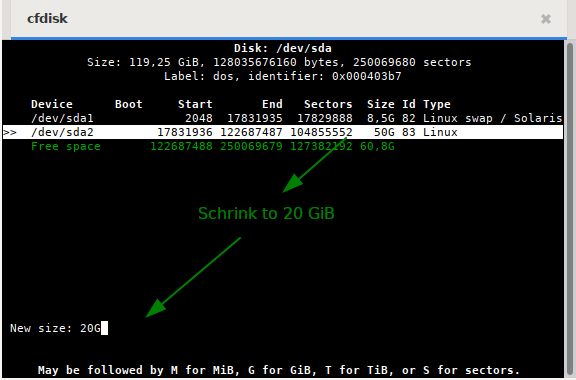 cfdisk
Disk: /dev/sda
Size: 119,25 GiB, 128035676160 bytes, 250069680 sectors
Label: dos, identifier: 0x000403b7
Device Boot Start End Sectors Size Id Type
/dev/sda1 2048 17831935 17829888 8,5G 82 Linux swap / Solaris
>> /dev/sda2 17831936 122687487 104855552 50G 83 Linux
Free space 122687488 250069679 127382192 60,8G
Schrink to 20 GiB
New size: 20G
May be followed by M for MiB, G for GiB, T for TiB, or S for sectors.